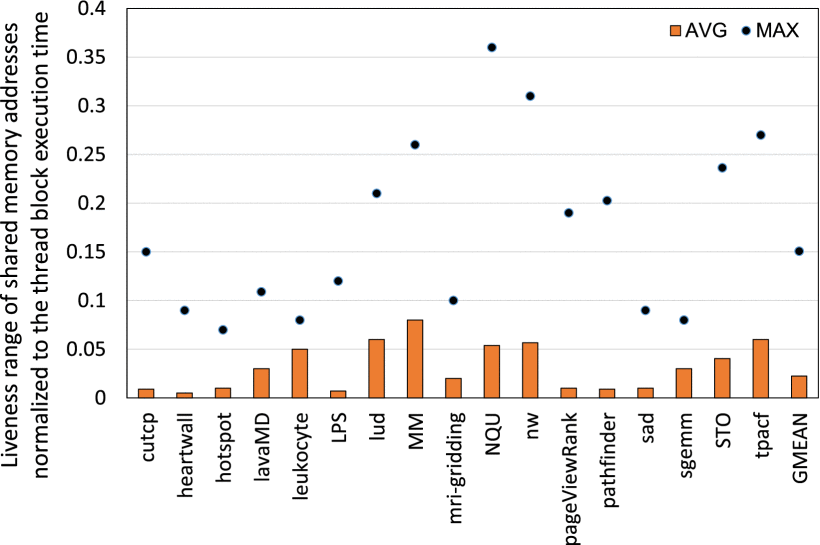 Liveness range of shared memory addresses
normalized to the thread block execution time
0.4
0.35
0.3
0.25
0.2
0.15
0.1
0.05
0
AVG MAX
cutcp
heartwall
hotspot
lavaMD
leukocyte
LPS
lud
MM
mri-gridding
NQU
nw
pageViewRank
pathfinder
sad
sgemm
STO
tpacf
GMEAN